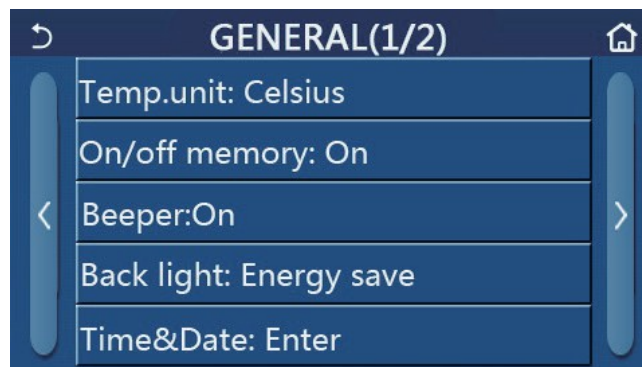 GENERAL(1/2)
Temp.unit: Celsius
On/off memory: On
Beeper:On
Back light: Energy save
Time&Date: Enter